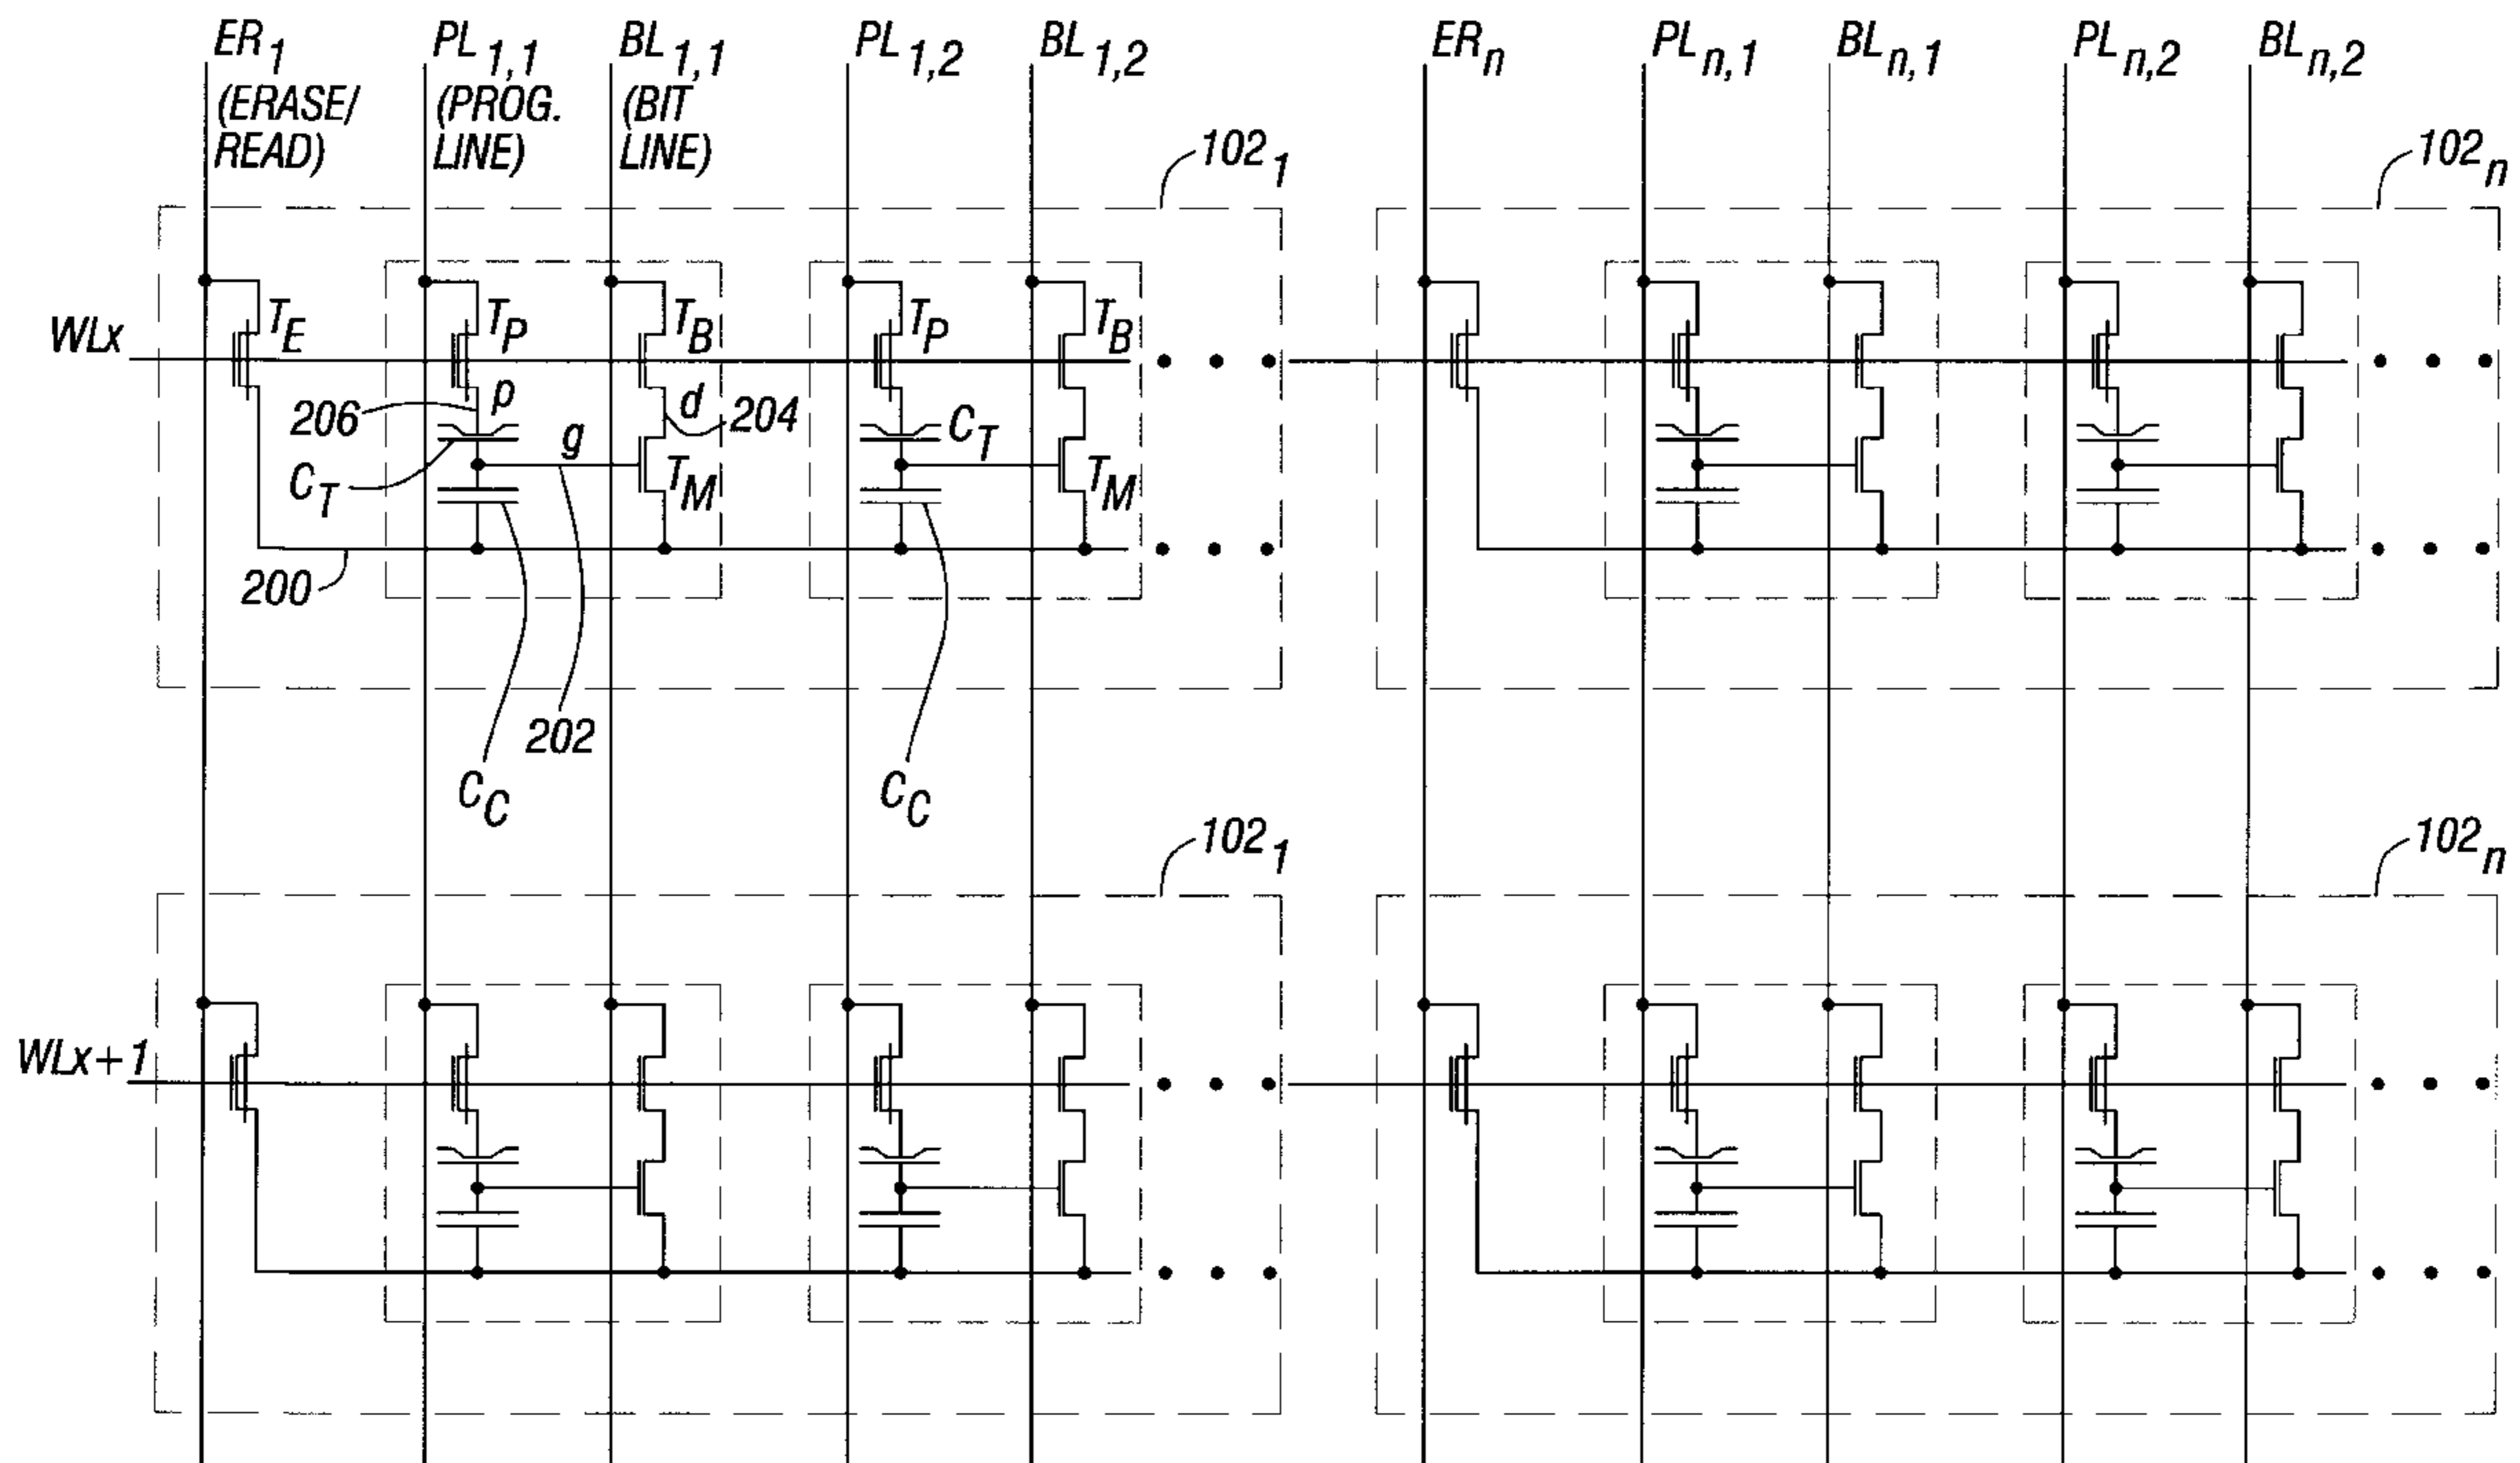 ER1 PL1,1 BL1,1 PL1,2 BL1,2 ERn PLn,1 BLn,1 PLn,2 BLn,2
(ERASE/ (PROG. (BIT
READ) LINE) LINE)
1021 102n
WLx TE TP TB TP TB
206 p d 204
CT g TM CT TM
200
202
CC CC
1021 102n
WLx+1